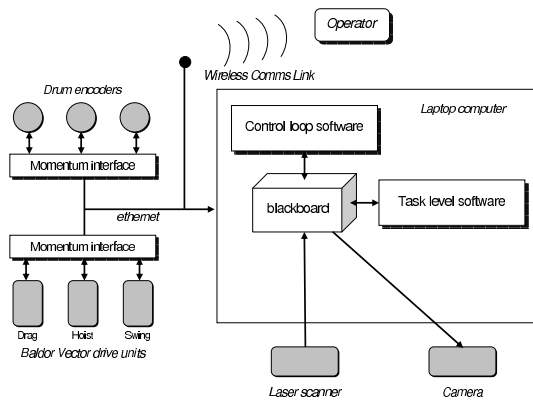 Operator
Wireless Comms Link
Drum encoders
Laptop computer
Control loop software
Momentum interface
Task level software
blackboard
ethernet
Momentum interface
Drag
Hoist
Swing
Baldor Vector drive units
Laser scanner
Camera